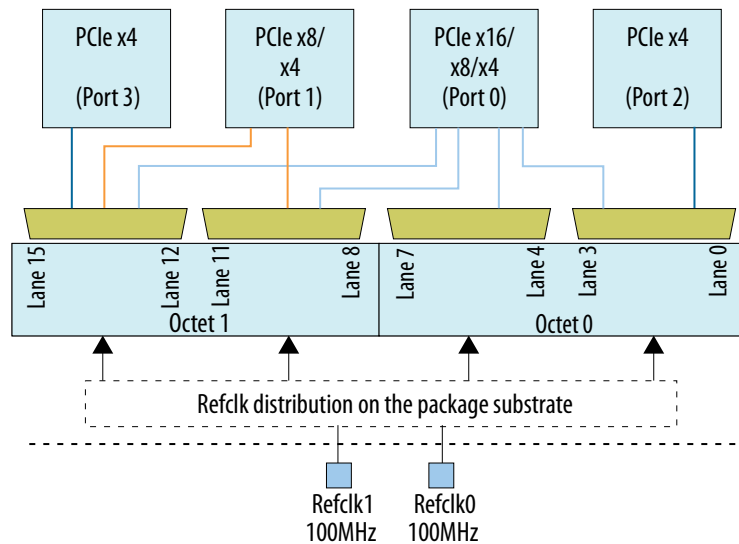 PCIe x4
(Port 3)
PCIe x8/
x4
(Port 1)
PCIe x16/
x8/x4
(Port 0)
PCIe x4
(Port 2)
Lane 15
Lane 12
Lane 11
Lane 8
Lane 7
Lane 4
Lane 3
Lane 0
Octet 1
Octet 0
Refclk distribution on the package substrate
Refclk1
100MHz
Refclk0
100MHz